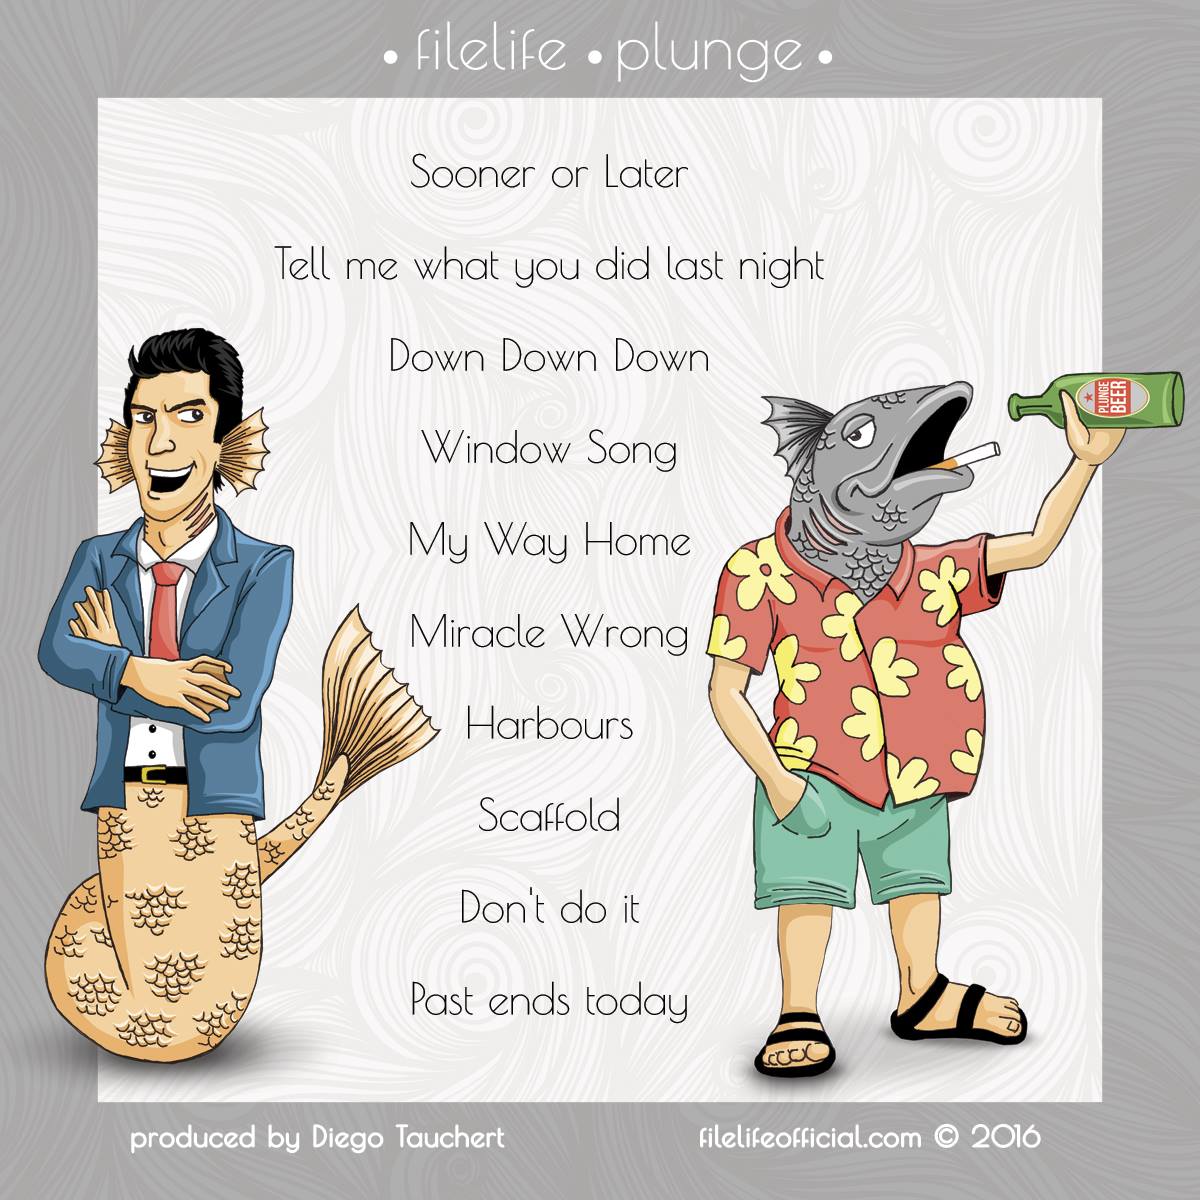 • filelife • plunge •
Sooner or Later
Tell me what you did last night
Down Down Down
PLUNGE
BEER
Window Song
My Way Home
Miracle Wrong
Harbours
Scaffold
Don't do it
Past ends today
produced by Diego Tauchert
filelifeofficial.com © 2016